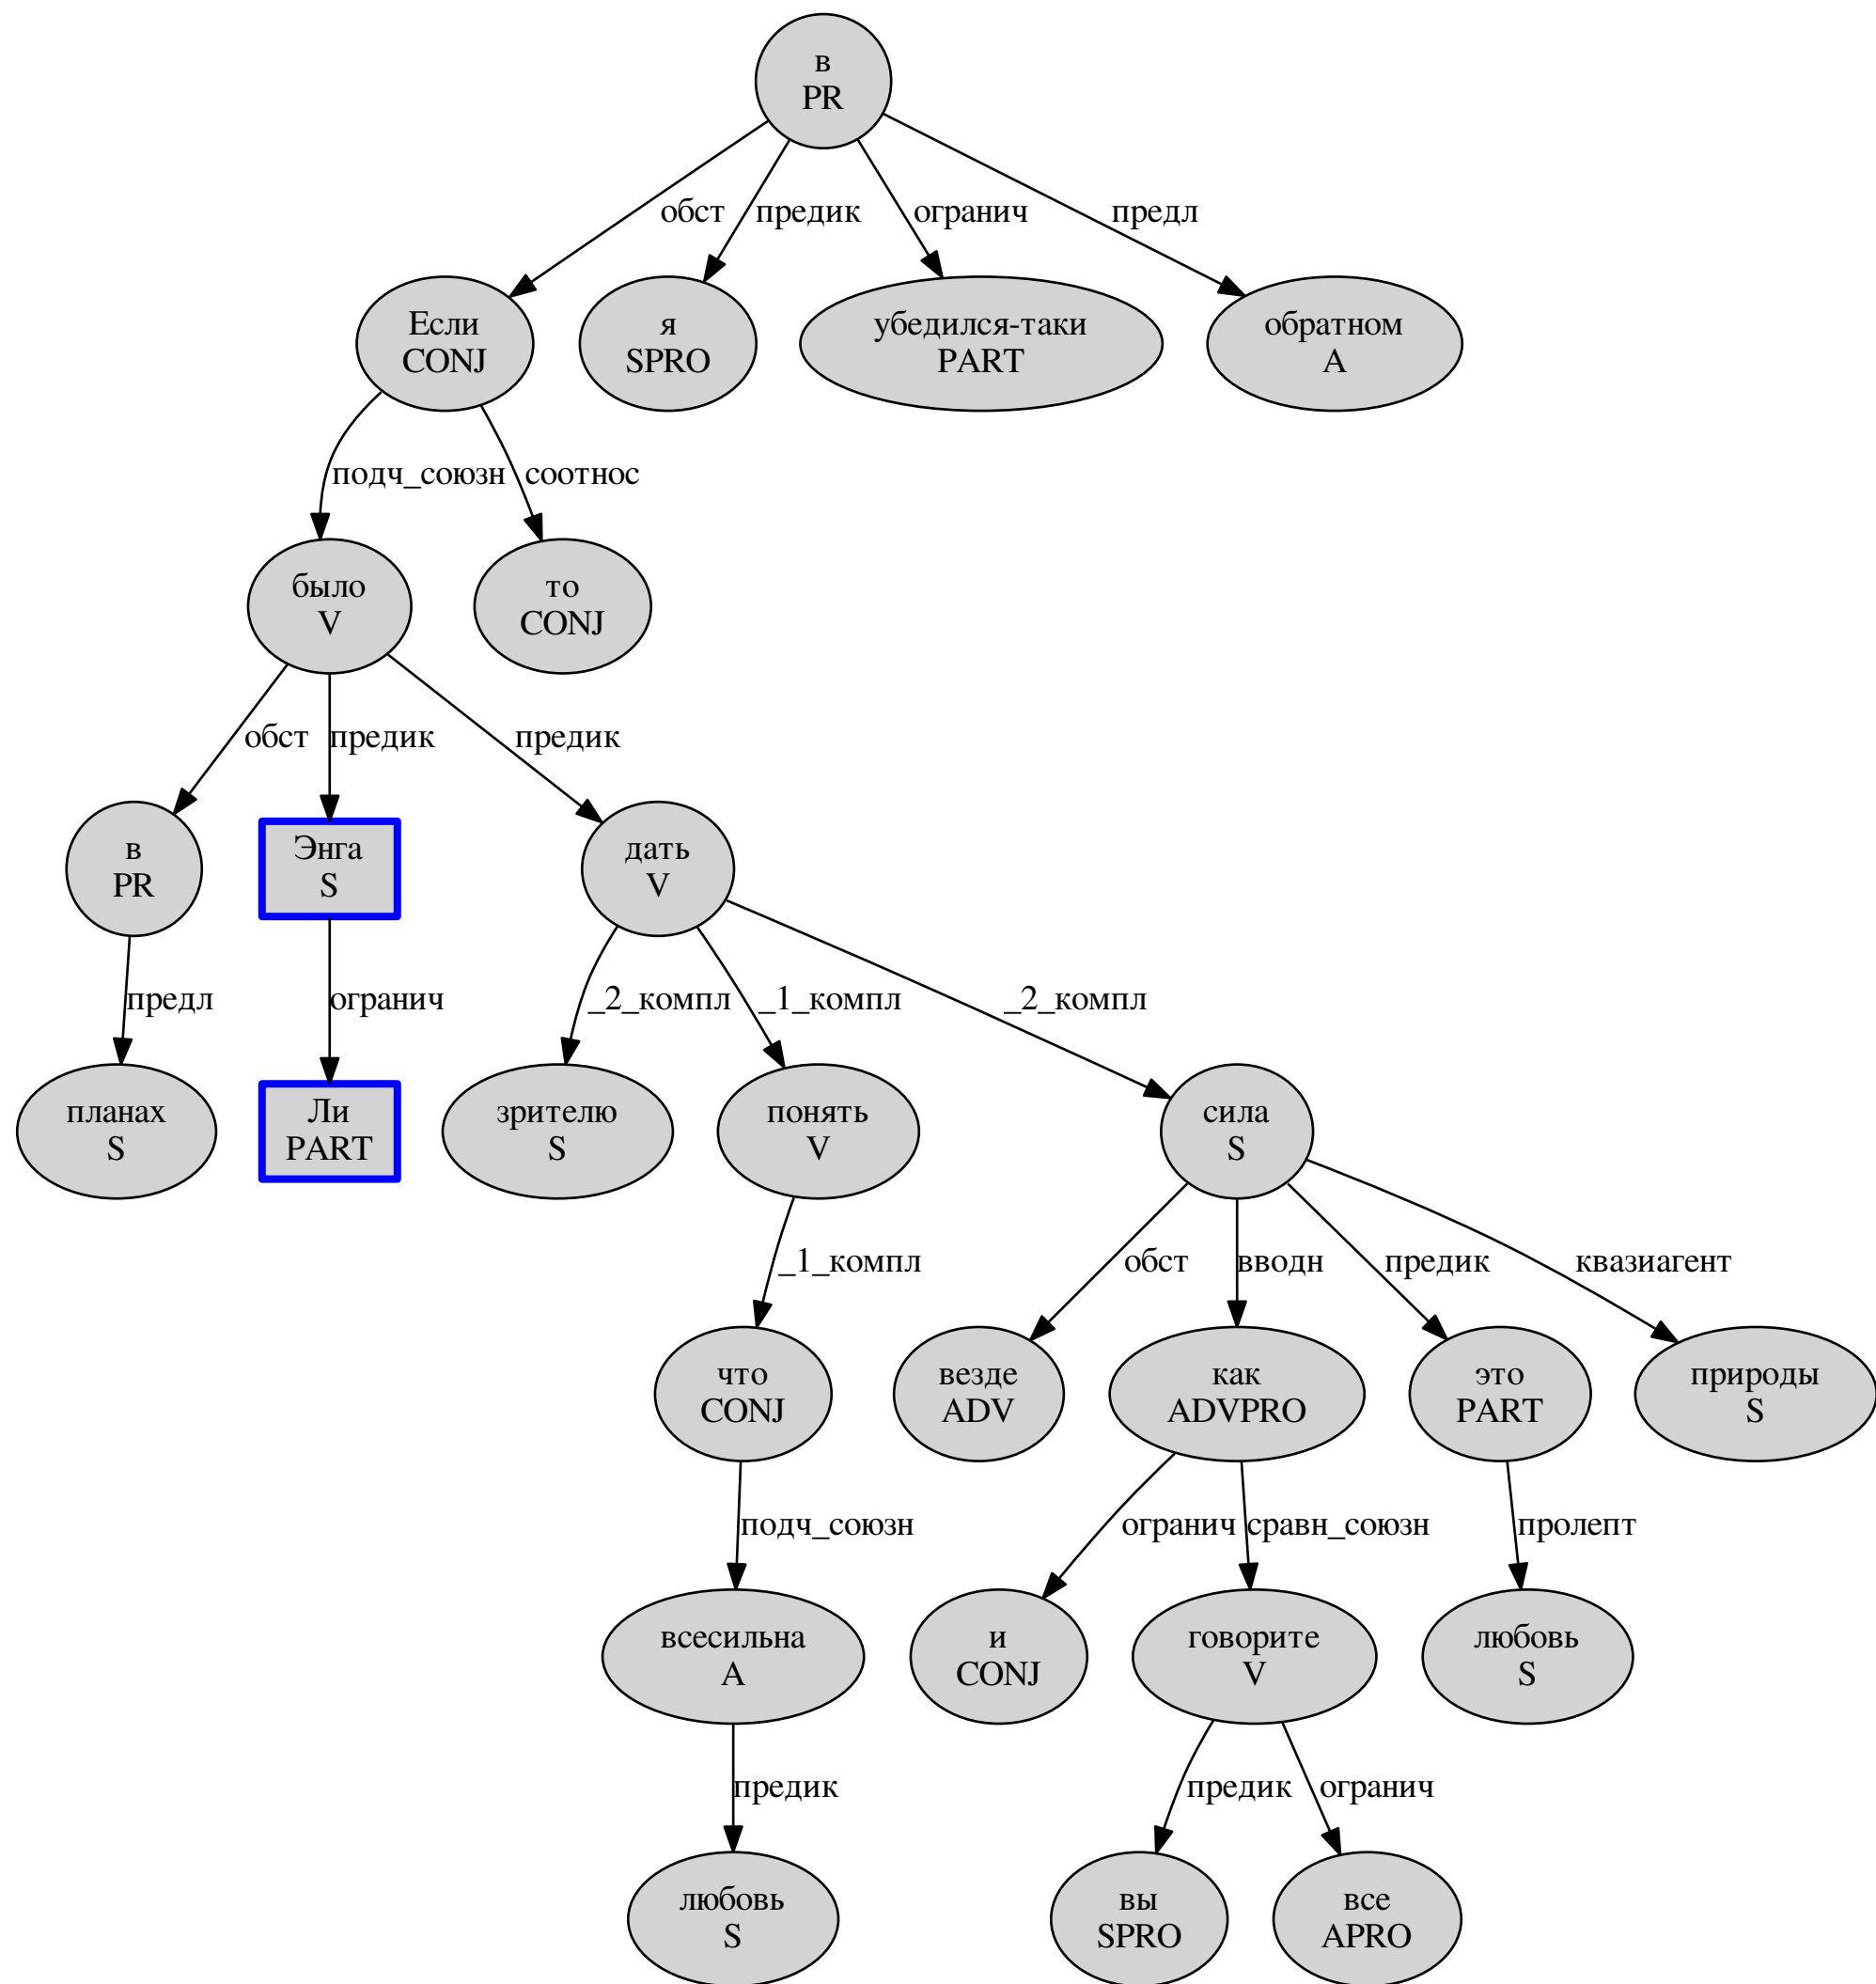 в
PR
обст
предик
огранич
предл
Если
CONJ
я
SPRO
убедился-таки
PART
обратном
A
подч_союзн
соотнос
было
V
то
CONJ
обст
предик
предик
в
PR
Энга
S
дать
V
предл
огранич
_2_компл
_1_компл
_2_компл
планах
S
Ли
PART
зрителю
S
понять
V
сила
S
_1_компл
обст
вводн
предик
квазиагент
что
CONJ
везде
ADV
как
ADVPRO
это
PART
природы
S
подч_союзн
огранич
сравн_союзн
пролепт
всесильна
A
и
CONJ
говорите
V
любовь
S
предик
предик
огранич
любовь
S
вы
SPRO
все
APRO